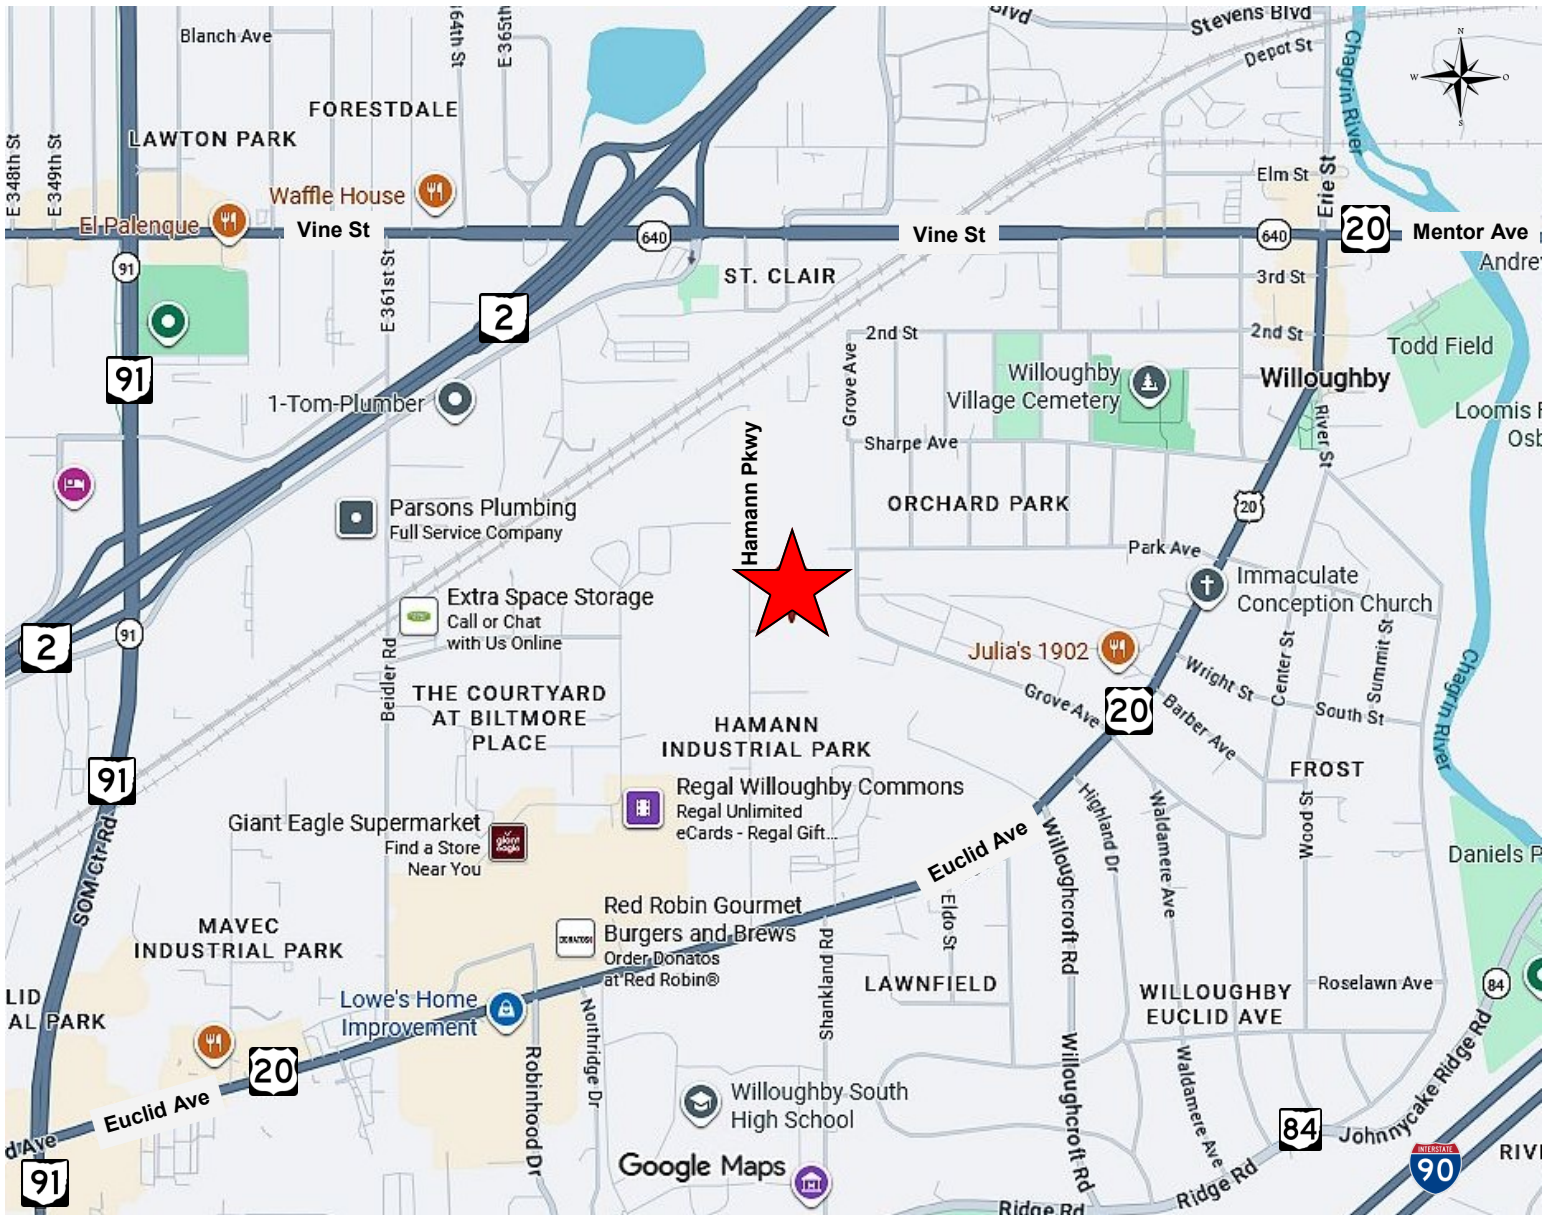 Blvd
Stevens Blvd
Depot St
Blanch Ave
64th St
E 365th
Chagrin River
N
W
O
S
FORESTDALE
LAWTON PARK
E 348th St
E 349th St
Elm St
Erie St
Waffle House
El Palenque
Vine St
640
Vine St
640
20
Mentor Ave
91
ST. CLAIR
3rd St
E 361st St
2
2nd St
2nd St
Todd Field
Grove Ave
91
Willoughby
Village Cemetery
Willoughby
1-Tom-Plumber
River St
Hamann Pkwy
Sharpe Ave
Parsons Plumbing
Full Service Company
ORCHARD PARK
20
Park Ave
Immaculate
Conception Church
Extra Space Storage
Call or Chat
with Us Online
2
91
Beidler Rd
Julia's 1902
Center St
Summit St
Wright St
South St
Chagrin River
THE COURTYARD
AT BILTMORE
PLACE
Grove Ave
20
Barber Ave
HAMANN
INDUSTRIAL PARK
FROST
91
Regal Willoughby Commons
Regal Unlimited
eCards - Regal Gift...
Highland Dr
Waldamere Ave
Wood St
Giant Eagle Supermarket
Find a Store
Near You
giant
eagle
SOM Ctr Rd
Euclid Ave
Willoughcroft Rd
Daniels P
Red Robin Gourmet
Burgers and Brews
Order Donatos
at Red Robin®
DONATOS
Eldo St
Shankland Rd
MAVEC
INDUSTRIAL PARK
LAWNFIELD
WILLOUGHBY
EUCLID AVE
Roselawn Ave
84
LID
AL PARK
Lowe's Home
Improvement
Northridge Dr
Robinhood Dr
Willoughcroft Rd
Waldamere Ave
20
Euclid Ave
d Ave
91
Willoughby South
High School
Google Maps
84
Johnnycake Ridge Rd
Ridge Rd
Ridge Rd
INTERSTATE
90
RIVE
Andre
Loomis
Osb